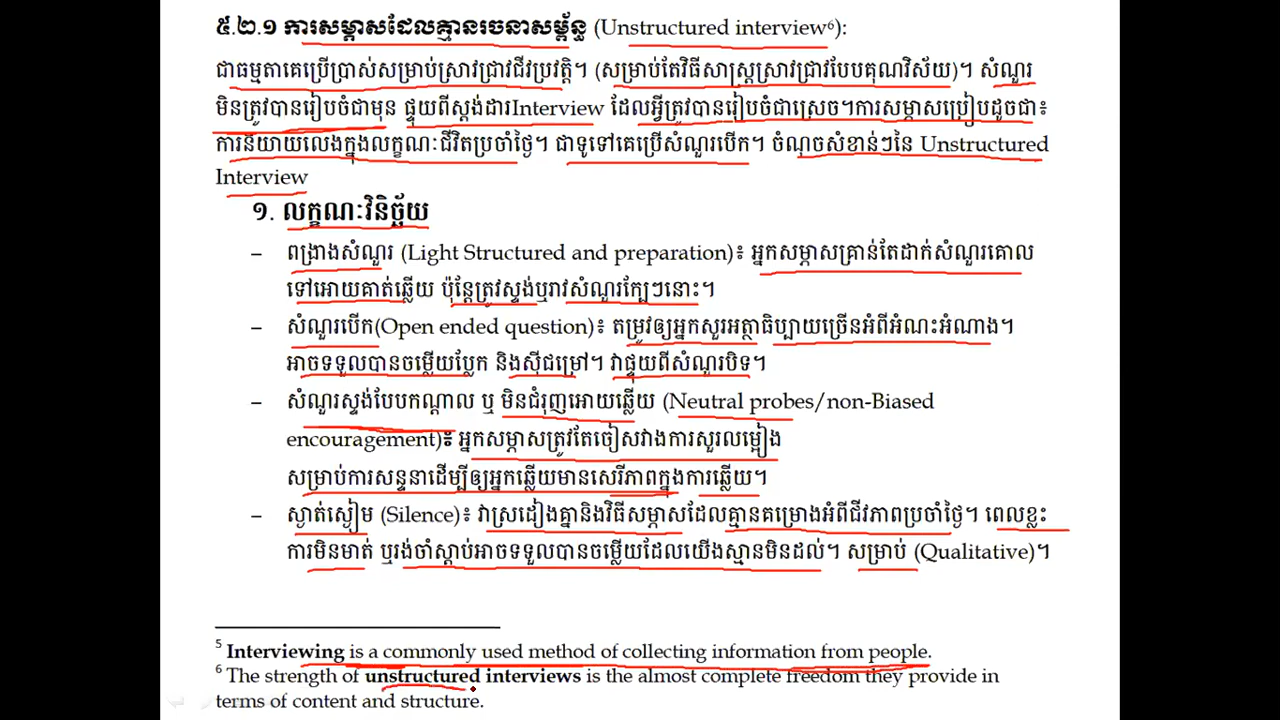 ៥.២.១ ការសម្ភាសដែលគ្មានរចនាសម្ព័ន្ធ (Unstructured interview⁶):
ជាធម្មតាគេប្រើប្រាស់សម្រាប់ស្រាវជ្រាវជីវប្រវត្តិ។ (សម្រាប់តែវិធីសាស្ត្រស្រាវជ្រាវបែបគុណវិស័យ)។ សំណួរ
មិនត្រូវបានរៀបចំជាមុន ផ្ទុយពីស្តង់ដារInterview ដែលអ្វីត្រូវបានរៀបចំជាស្រេច។ការសម្ភាសប្រៀបដូចជា៖
ការនិយាយលេងក្នុងលក្ខណៈជីវិតប្រចាំថ្ងៃ។ ជាទូទៅគេប្រើសំណួរបើក។ ចំណុចសំខាន់ៗនៃ Unstructured
Interview
១. លក្ខណៈវិនិច្ឆ័យ
– ពង្រាងសំណួរ (Light Structured and preparation)៖ អ្នកសម្ភាសគ្រាន់តែដាក់សំណួរគោល
ទៅអោយគាត់ឆ្លើយ ប៉ុន្តែត្រូវស្ទង់ឬរាវសំណួរក្បែៗនោះ។
– សំណួរបើក(Open ended question)៖ តម្រូវឲ្យអ្នកសួរអត្ថាធិប្បាយច្រើនអំពីអំណះអំណាង។
អាចទទួលបានចម្លើយប្លែក និងស៊ីជម្រៅ។ វាផ្ទុយពីសំណួរបិទ។
– សំណួរស្ទង់បែបកណ្តាល ឬ មិនជំរុញអោយឆ្លើយ (Neutral probes/non-Biased
encouragement)៖ អ្នកសម្ភាសត្រូវតែចៀសវាងការសួរលម្អៀង
សម្រាប់ការសន្ទនាដើម្បីឲ្យអ្នកឆ្លើយមានសេរីភាពក្នុងការឆ្លើយ។
– ស្ងាត់ស្ងៀម (Silence)៖ វាស្រដៀងគ្នានិងវិធីសម្ភាសដែលគ្មានគម្រោងអំពីជីវភាពប្រចាំថ្ងៃ។ ពេលខ្លះ
ការមិនមាត់ ឬរង់ចាំស្តាប់អាចទទួលបានចម្លើយដែលយើងស្មានមិនដល់។ សម្រាប់ (Qualitative)។
⁵ Interviewing is a commonly used method of collecting information from people.
⁶ The strength of unstructured interviews is the almost complete freedom they provide in
terms of content and structure.